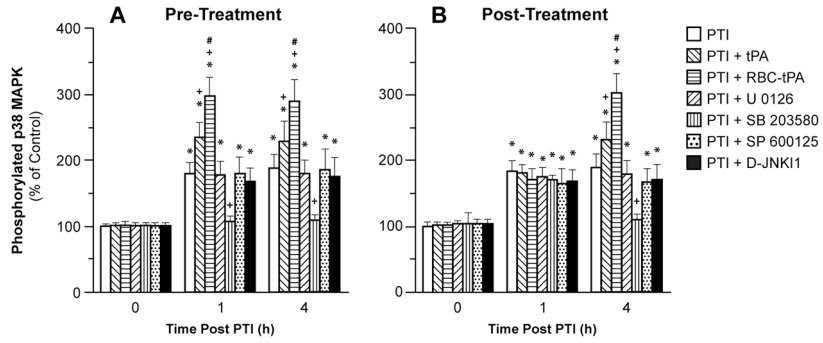 A Pre-Treatment
B Post-Treatment
Phosphorylated p38 MAPK
(% of Control)
400
300
200
100
0
#
+
*
+
*
*
*
+
*
*
#
+
*
+
*
*
*
+
*
*
0 1 4
Time Post PTI (h)
400
300
200
100
0
* * * * * * *
#
+
*
+
*
*
*
+
*
*
0 1 4
Time Post PTI (h)
PTI
PTI + tPA
PTI + RBC-tPA
PTI + U 0126
PTI + SB 203580
PTI + SP 600125
PTI + D-JNKI1